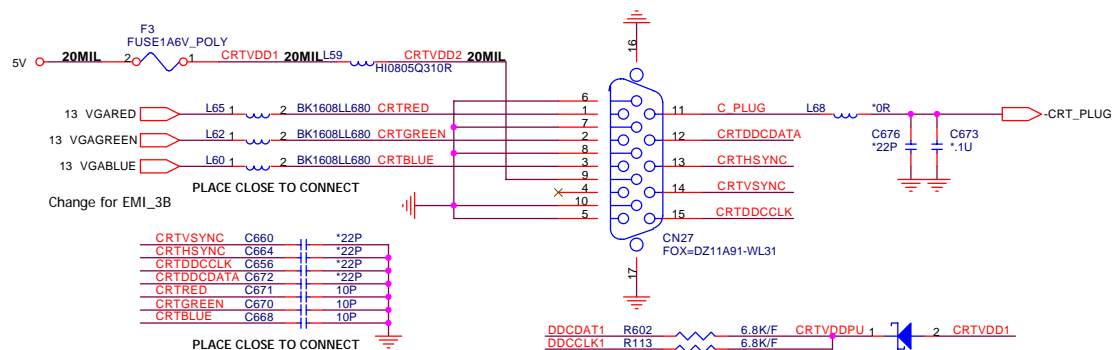 F3
FUSE1A6V_POLY
5V 20MIL 2 1 CRTVDD1 20MIL L59 CRTVDD2 20MIL
HI0805Q310R
16
13 VGARED L65 1 2 BK1608LL680 CRTRED
13 VGAGREEN L62 1 2 BK1608LL680 CRTGREEN
13 VGABLUE L60 1 2 BK1608LL680 CRTBLUE
PLACE CLOSE TO CONNECT
Change for EMI_3B
6
1
7
2
8
3
9
4
10
5
11 C_PLUG L68 *0R -CRT_PLUG
12 CRTDDCDATA
13 CRTHSYNC
14 CRTVSYNC
15 CRTDDCCLK
C676
*22P
C673
*.1U
CN27
FOX=DZ11A91-WL31
17
CRTVSYNC C660 *22P
CRTHSYNC C664 *22P
CRTDDCCLK C656 *22P
CRTDDCDATA C672 *22P
CRTRED C671 10P
CRTGREEN C670 10P
CRTBLUE C668 10P
PLACE CLOSE TO CONNECT
DDCDAT1 R602 6.8K/F CRTVDDPU 1 2 CRTVDD1
DDCCLK1 R113 6.8K/F